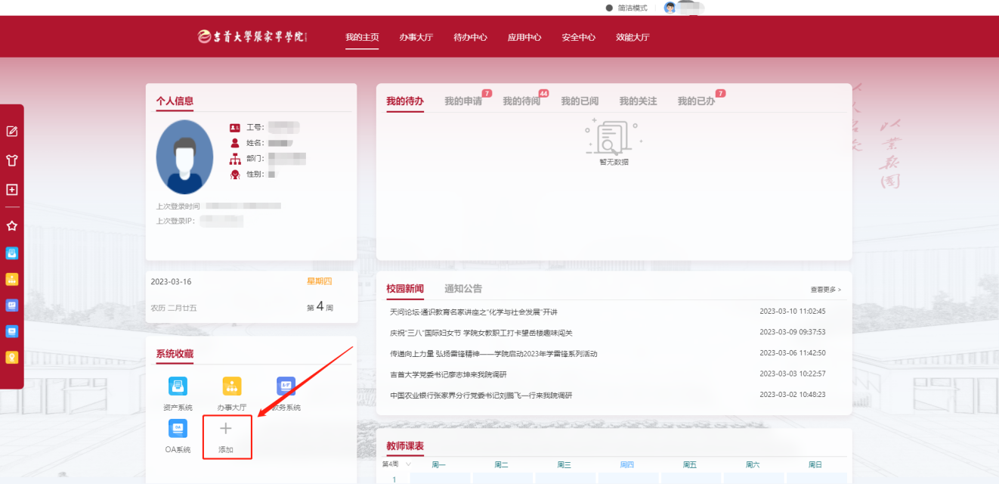 简洁模式
吉首大學張家界学院
我的主页 办事大厅 待办中心 应用中心 安全中心 效能大厅
个人信息
工号:
姓名:
部门:
性别:
上次登录时间
上次登录IP:
我的待办 我的申请 7 我的待阅 44 我的已阅 我的关注 我的已办 7
暂无数据
2023-03-16 星期四
农历 二月廿五 第 4 周
校园新闻 通知公告 查看更多 >
天问论坛·通识教育名家讲座之“化学与社会发展”开讲 2023-03-10 11:02:45
庆祝“三八”国际妇女节 学院女教职工打卡望岳楼趣味闯关 2023-03-09 09:37:53
传递向上力量 弘扬雷锋精神——学院启动2023年学雷锋系列活动 2023-03-06 11:42:50
吉首大学党委书记廖志坤来我院调研 2023-03-03 10:22:57
中国农业银行张家界分行党委书记刘鹏飞一行来我院调研 2023-03-02 10:48:23
系统收藏
资产系统 办事大厅 教务系统
OA系统 添加
教师课表
第4周 周一 周二 周三 周四 周五 周六 周日
1